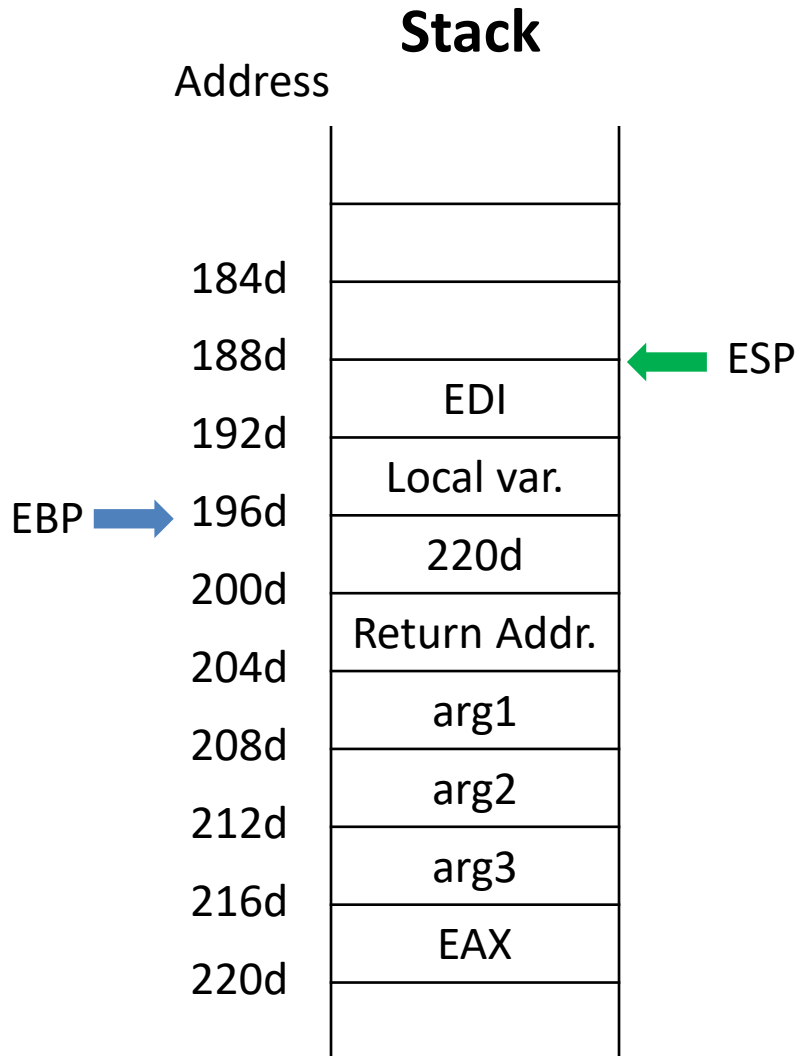 Stack
Address
184d
188d
ESP
EDI
192d
Local var.
EBP
196d
220d
200d
Return Addr.
204d
arg1
208d
arg2
212d
arg3
216d
EAX
220d